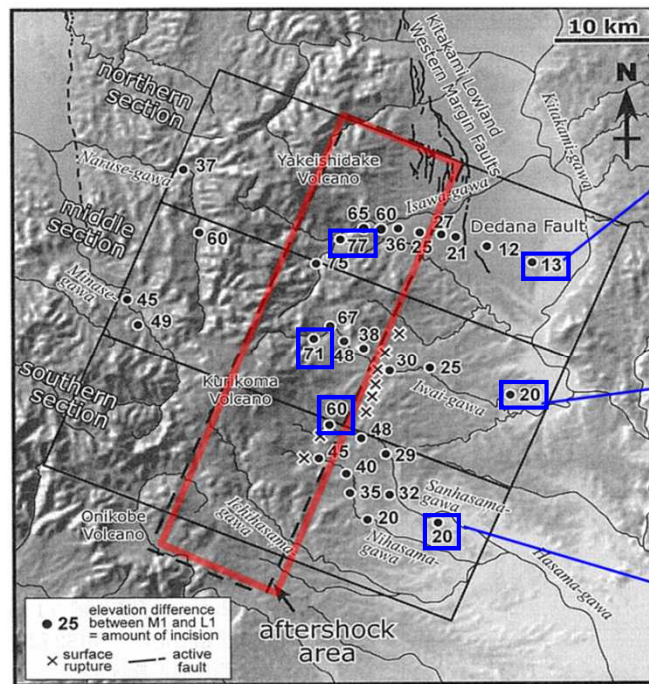 10 km
Kitakami Lowland
Western Margin Faults
northern
section
N
Kitakami-gawa
Naruse-gawa
37
Yakeishidake
Volcano
Isawa-gawa
middle
section
60
65
60
77
36
25
27
21
Dedana Fault
12
13
75
Minase-
gawa
45
49
67
71
48
38
30
25
southern
section
Kurikoma
Volcano
Iwai-gawa
20
60
48
45
29
40
Sanhasama-
gawa
35
32
Onikobe
Volcano
Ichihasama
gawa
20
Nihasama-
gawa
20
Hasama-gawa
25
elevation difference
between M1 and L1
= amount of incision
surface
rupture
active
fault
aftershock
area